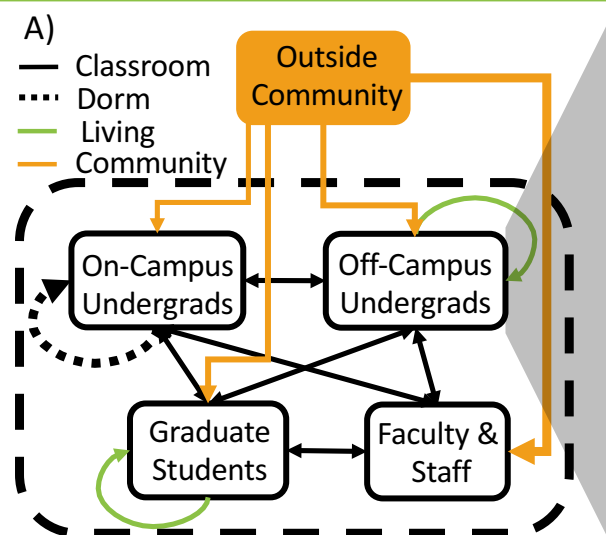 A)
Classroom
Dorm
Living
Community
Outside
Community
On-Campus
Undergrads
Off-Campus
Undergrads
Graduate
Students
Faculty &
Staff